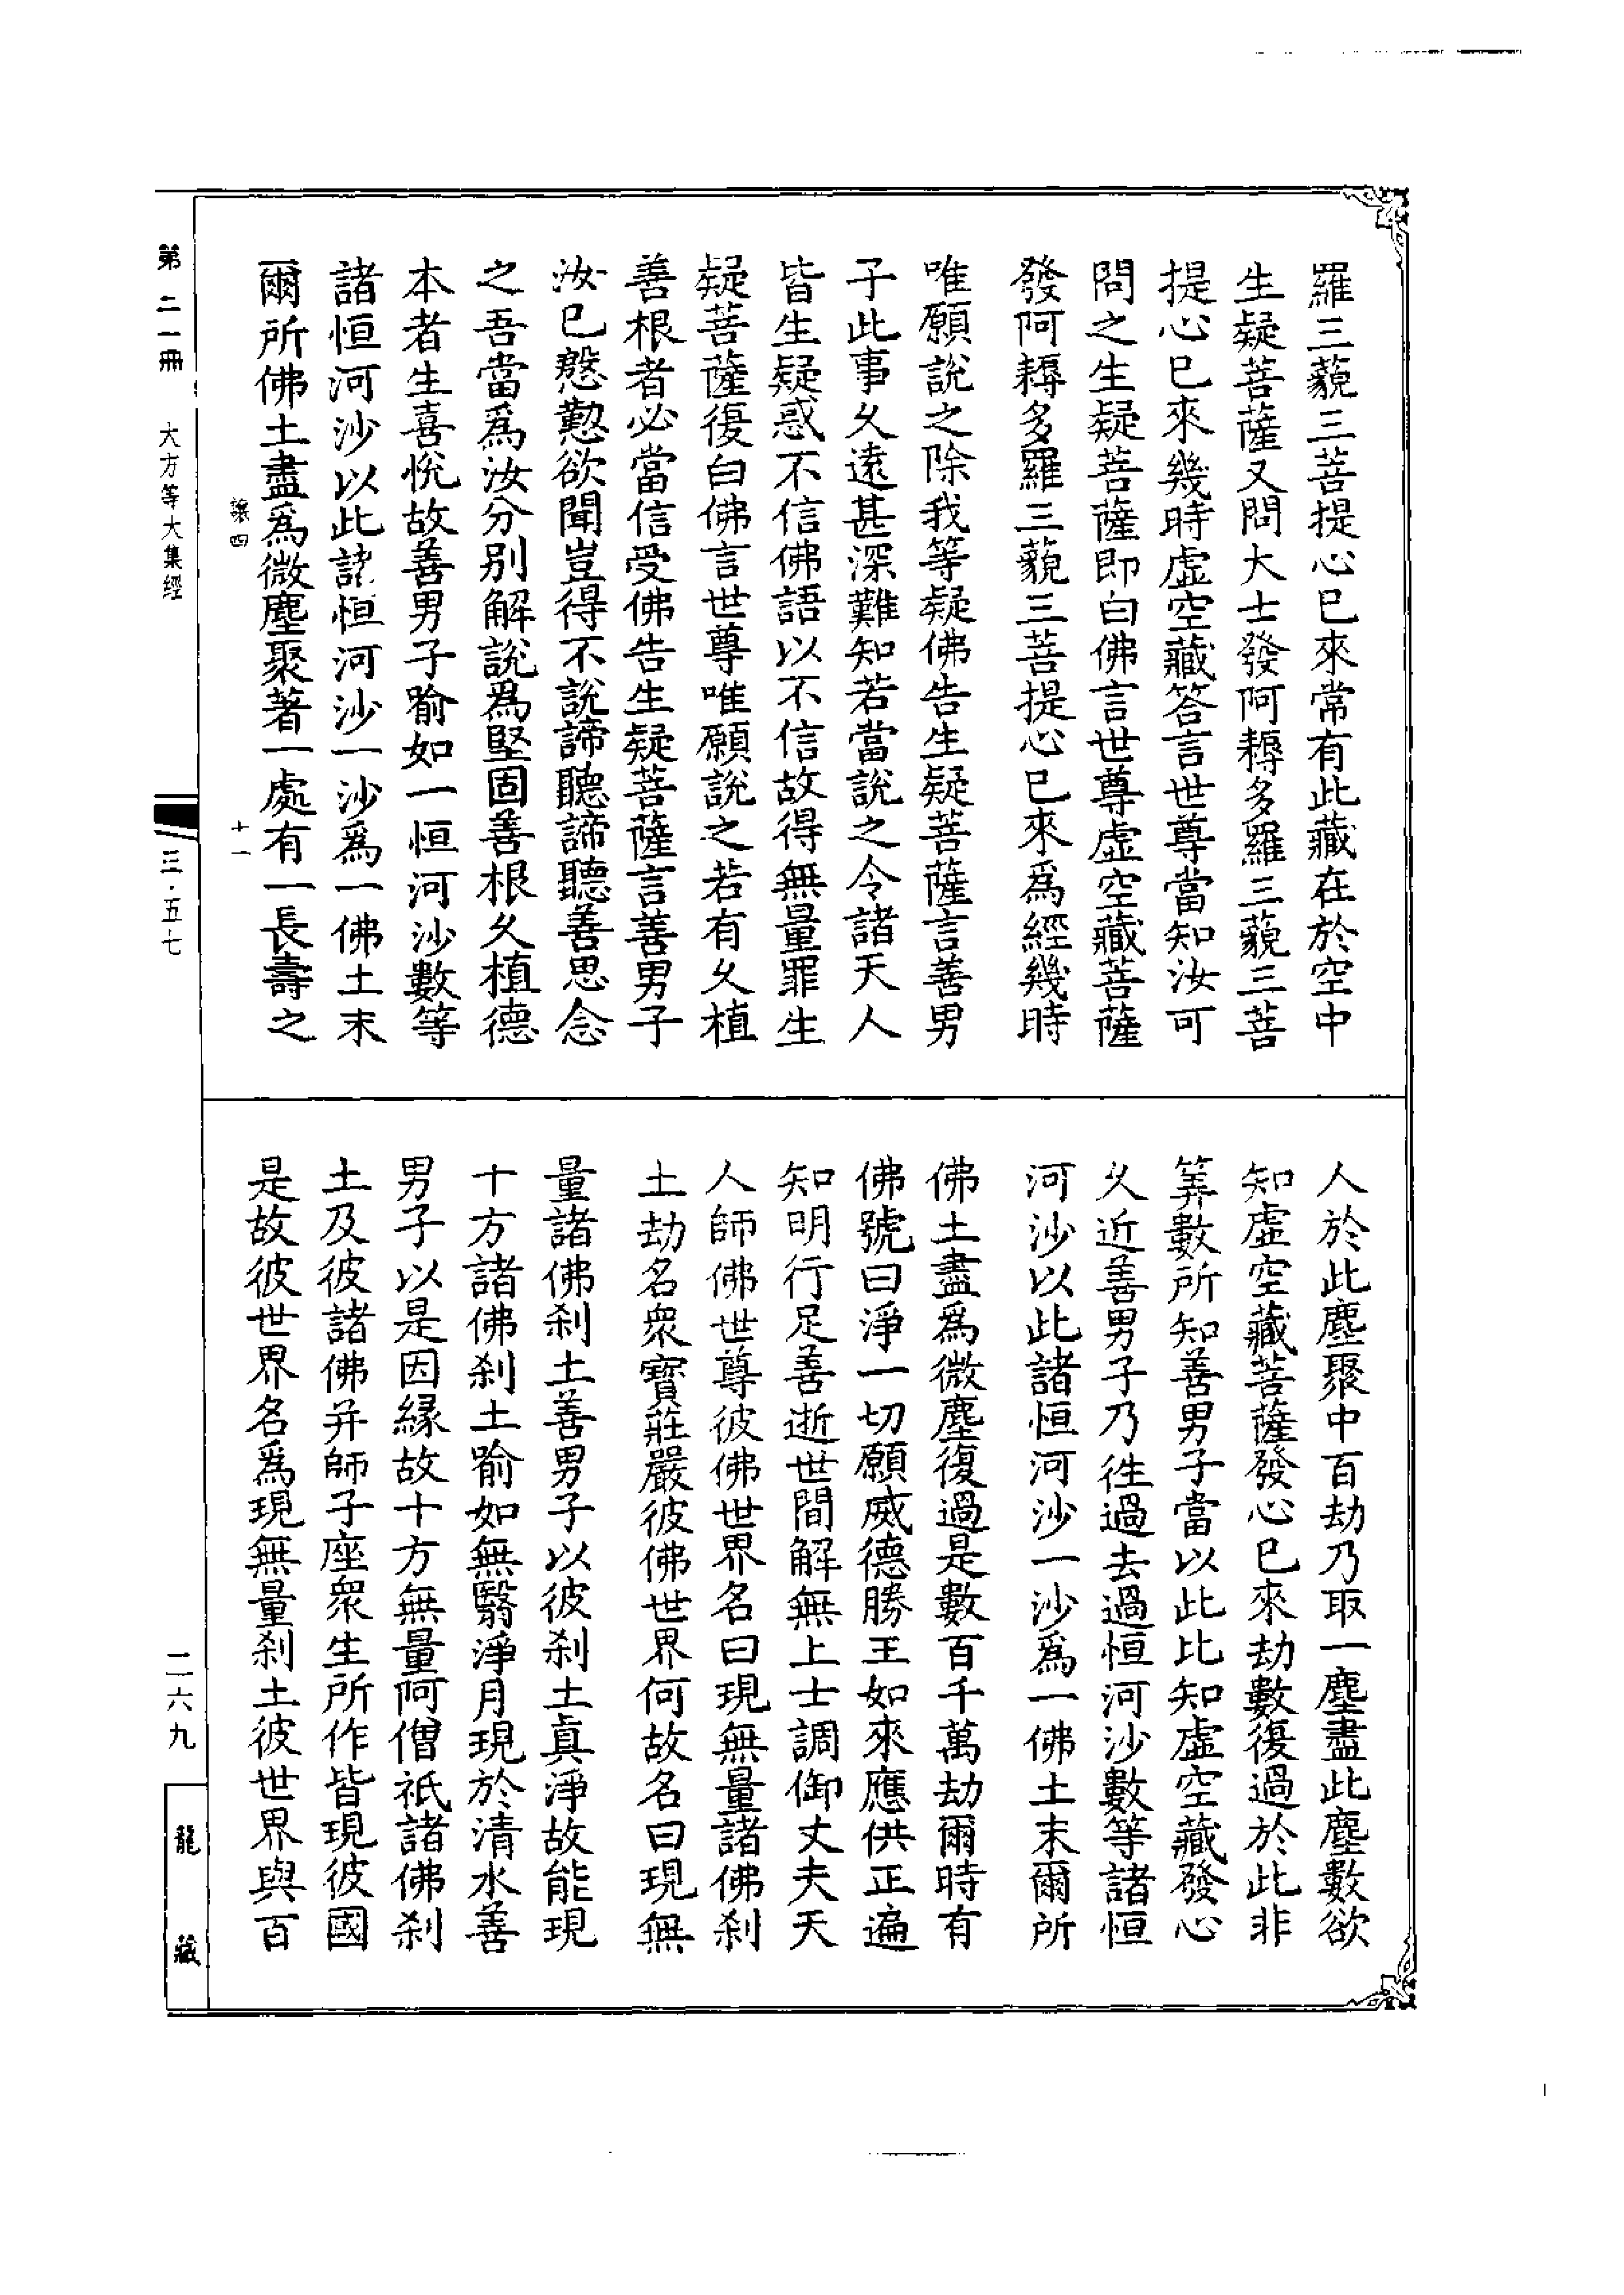 羅三藐三菩提心已來常有此藏在於空中
生疑菩薩又問大士發阿耨多羅三藐三菩
提心已來幾時虛空藏答言世尊當知汝可
問之生疑菩薩即白佛言世尊虛空藏菩薩
發阿耨多羅三藐三菩提心已來爲經幾時
唯願說之除我等疑佛告生疑菩薩言善男
子此事久遠甚深難知若當說之令諸天人
皆生疑惑不信佛語以不信故得無量罪生
疑菩薩復白佛言世尊唯願說之若有久植
善根者必當信受佛告生疑菩薩言善男子
汝已慇懃欲聞豈得不說諦聽諦聽善思念
之吾當爲汝分別解說爲堅固善根久植德
本者生喜悅故善男子喻如一恒河沙數等
諸恒河沙以此諸恒河沙一沙爲一佛土末
爾所佛土盡爲微塵聚著一處有一長壽之
人於此塵聚中百劫乃取一塵盡此塵數欲
知虛空藏菩薩發心已來劫數復過於此非
筭數所知善男子當以此比知虛空藏發心
久近善男子乃徃過去過恒河沙數等諸恒
河沙以此諸恒河沙一沙爲一佛土末爾所
佛土盡爲微塵復過是數百千萬劫爾時有
佛號曰淨一切願威德勝王如來應供正遍
知明行足善逝世間解無上士調御丈夫天
人師佛世尊彼佛世界名曰現無量諸佛刹
土劫名衆寶莊嚴彼佛世界何故名曰現無
量諸佛刹土善男子以彼刹土真淨故能現
十方諸佛刹土喻如無翳淨月現於清水善
男子以是因緣故十方無量阿僧祇諸佛刹
土及彼諸佛并師子座衆生所作皆現彼國
是故彼世界名爲現無量刹土彼世界與百
讓四
十一
第二一冊
大方等大集經
三·五七
二六九
龍藏